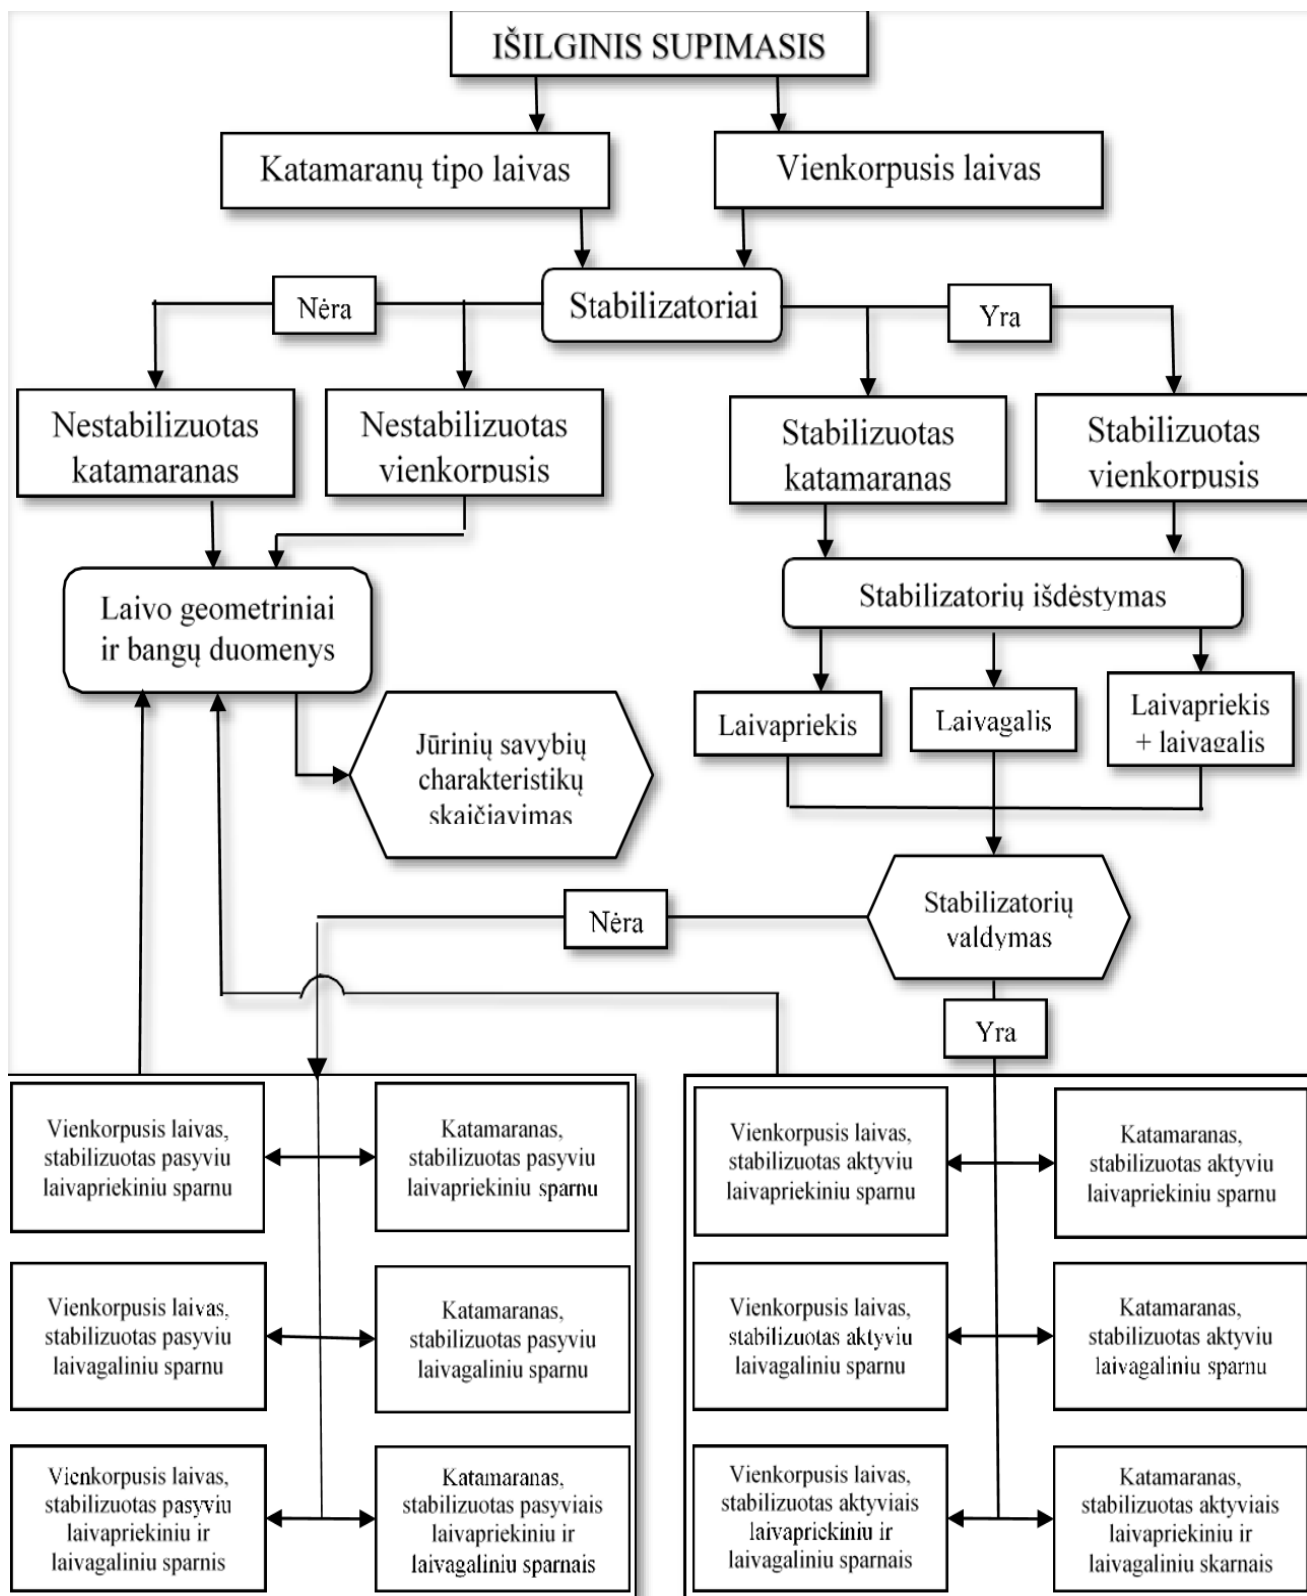 IŠILGINIS SUPIMASIS
Katamaranų tipo laivas
Vienkorpusis laivas
Stabilizatoriai
Nėra
Yra
Nestabilizuotas
katamaranas
Nestabilizuotas
vienkorpusis
Stabilizuotas
katamaranas
Stabilizuotas
vienkorpusis
Laivo geometriniai
ir bangų duomenys
Stabilizatorių išdėstymas
Laivapriekis
Laivagalis
Laivapriekis
+ laivagalis
Jūrinių savybių
charakteristikų
skaičiavimas
Stabilizatorių
valdymas
Nėra
Yra
Vienkorpusis laivas,
stabilizuotas pasyviu
laivapriekiniu sparnu
Katamaranas,
stabilizuotas pasyviu
laivapriekiniu sparnu
Vienkorpusis laivas,
stabilizuotas aktyviu
laivapriekiniu sparnu
Katamaranas,
stabilizuotas aktyviu
laivapriekiniu sparnu
Vienkorpusis laivas,
stabilizuotas pasyviu
laivagaliniu sparnu
Katamaranas,
stabilizuotas pasyviu
laivagaliniu sparnu
Vienkorpusis laivas,
stabilizuotas aktyviu
laivagaliniu sparnu
Katamaranas,
stabilizuotas aktyviu
laivagaliniu sparnu
Vienkorpusis laivas,
stabilizuotas pasyviu
laivapriekiniu ir
laivagaliniu sparnis
Katamaranas,
stabilizuotas pasyviais
laivapriekiniu ir
laivagaliniu sparnais
Vienkorpusis laivas,
stabilizuotas aktyviais
laivapriekiniu ir
laivagaliniu sparnais
Katamaranas,
stabilizuotas aktyviais
laivapriekiniu ir
laivagaliniu skarnais